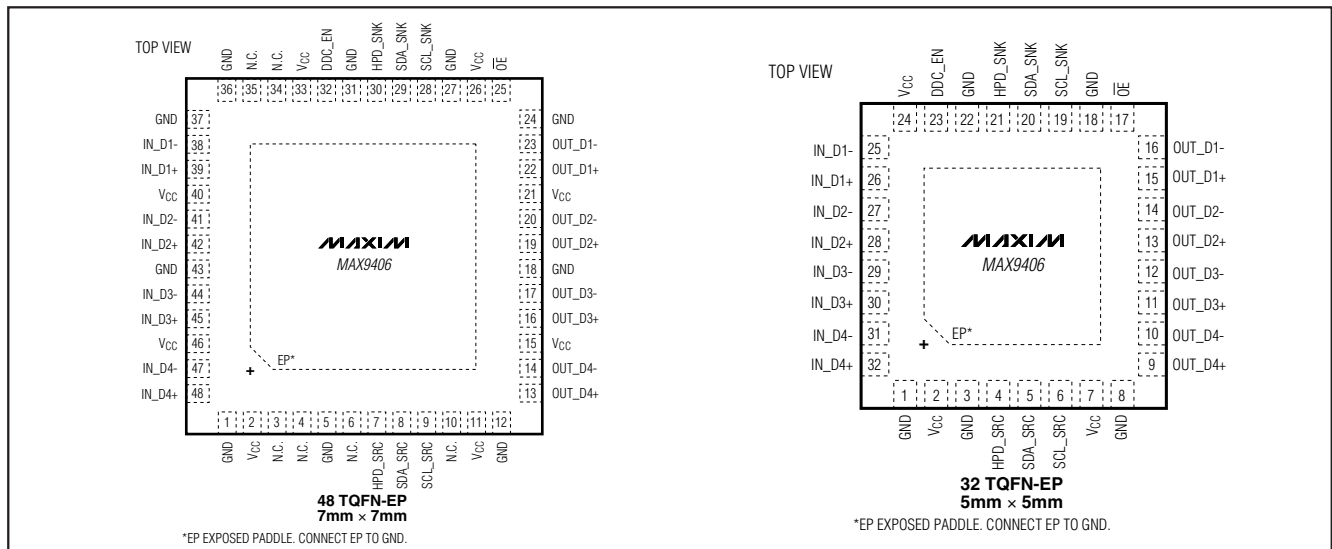 TOP VIEW
GND N.C. N.C. VCC DDC_EN GND HPD_SNK SDA_SNK SCL_SNK GND VCC OE
36 35 34 33 32 31 30 29 28 27 26 25
GND 37 24 GND
IN_D1- 38 23 OUT_D1-
IN_D1+ 39 22 OUT_D1+
VCC 40 21 VCC
IN_D2- 41 20 OUT_D2-
IN_D2+ 42 19 OUT_D2+
GND 43 18 GND
IN_D3- 44 17 OUT_D3-
IN_D3+ 45 16 OUT_D3+
VCC 46 15 VCC
IN_D4- 47 14 OUT_D4-
IN_D4+ 48 13 OUT_D4+
MAXIM
MAX9406
EP*
+
1 2 3 4 5 6 7 8 9 10 11 12
GND VCC N.C. N.C. GND N.C. HPD_SRC SDA_SRC SCL_SRC N.C. VCC GND
48 TQFN-EP
7mm × 7mm
*EP EXPOSED PADDLE. CONNECT EP TO GND.
TOP VIEW
VCC DDC_EN GND HPD_SNK SDA_SNK SCL_SNK GND OE
24 23 22 21 20 19 18 17
IN_D1- 25 16 OUT_D1-
IN_D1+ 26 15 OUT_D1+
IN_D2- 27 14 OUT_D2-
IN_D2+ 28 13 OUT_D2+
IN_D3- 29 12 OUT_D3-
IN_D3+ 30 11 OUT_D3+
IN_D4- 31 10 OUT_D4-
IN_D4+ 32 9 OUT_D4+
MAXIM
MAX9406
EP*
+
1 2 3 4 5 6 7 8
GND VCC GND HPD_SRC SDA_SRC SCL_SRC VCC GND
32 TQFN-EP
5mm × 5mm
*EP EXPOSED PADDLE. CONNECT EP TO GND.